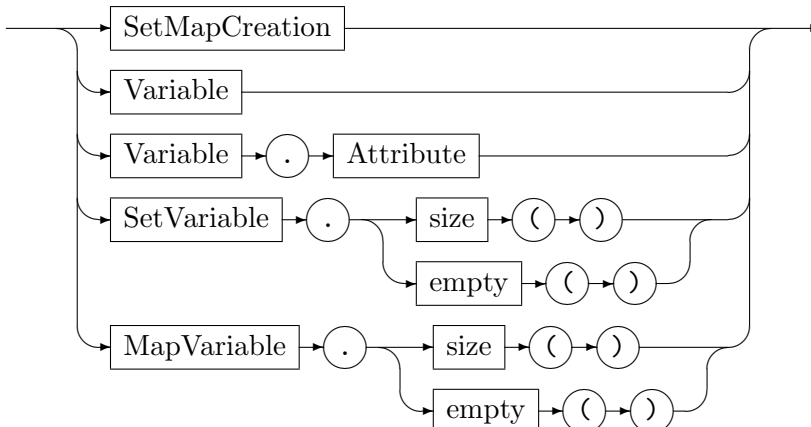 SetMapCreation
Variable
Variable . Attribute
SetVariable . size ( )
empty ( )
MapVariable . size ( )
empty ( )